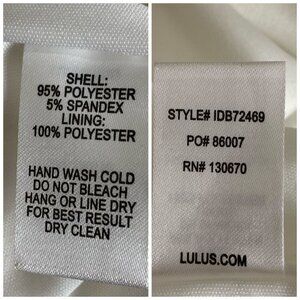 SHELL:
95% POLYESTER
5% SPANDEX
LINING:
100% POLYESTER
HAND WASH COLD
DO NOT BLEACH
HANG OR LINE DRY
FOR BEST RESULT
DRY CLEAN
STYLE# IDB72469
PO# 86007
RN# 130670
LULUS.COM